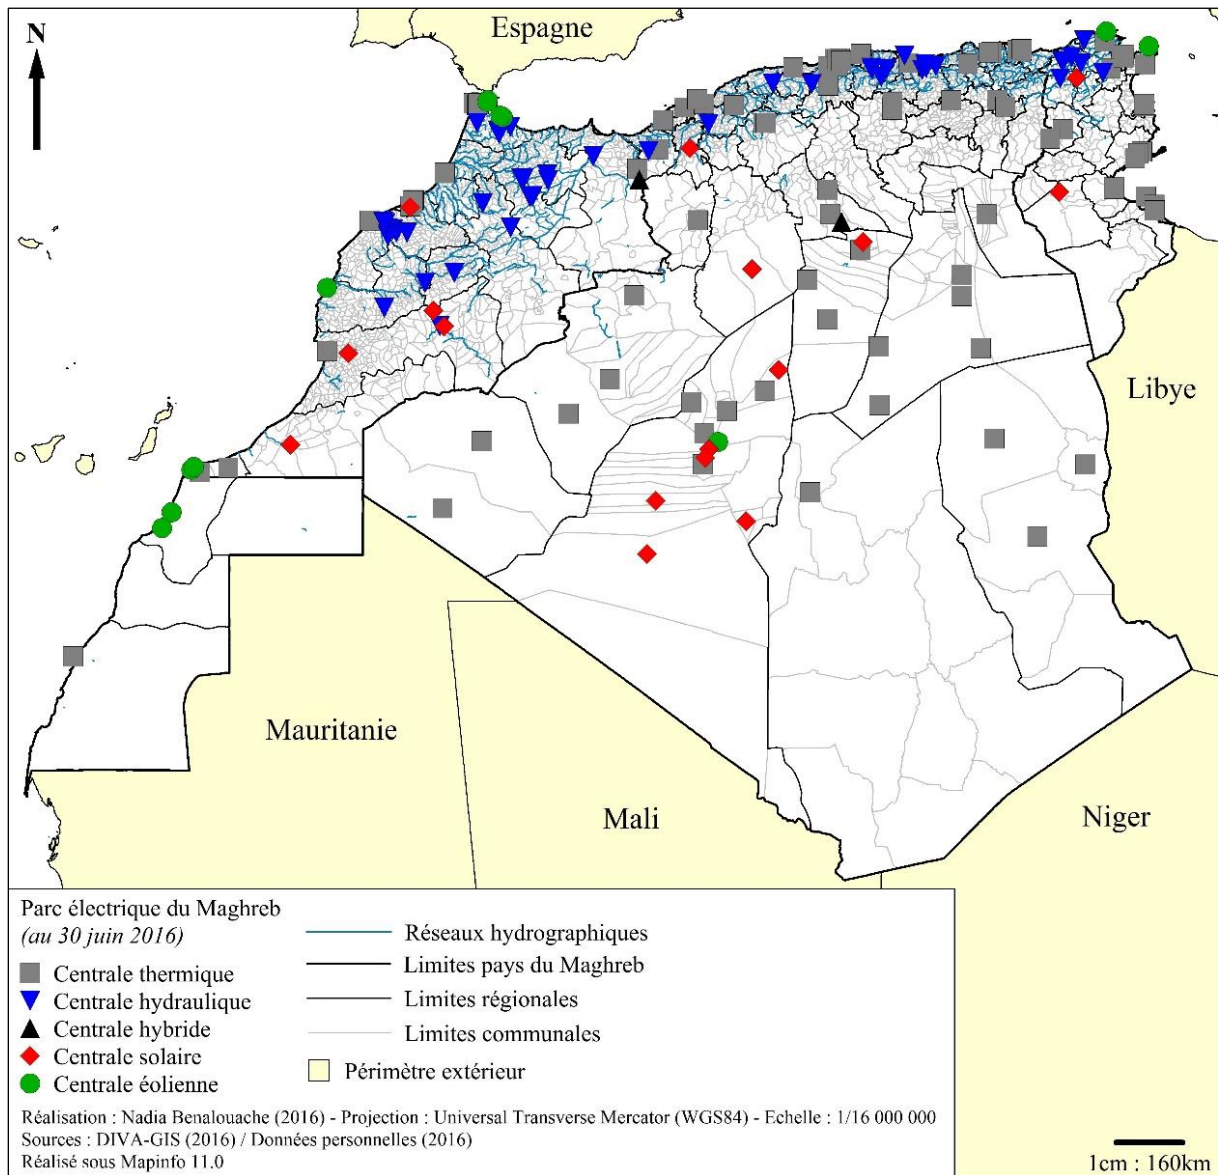 N
Espagne
Libye
Mauritanie
Mali
Niger
Parc électrique du Maghreb
(au 30 juin 2016)
Centrale thermique
Centrale hydraulique
Centrale hybride
Centrale solaire
Centrale éolienne
Réseaux hydrographiques
Limites pays du Maghreb
Limites régionales
Limites communales
Périmètre extérieur
Réalisation : Nadia Benalouache (2016) - Projection : Universal Transverse Mercator (WGS84) - Echelle : 1/16 000 000
Sources : DIVA-GIS (2016) / Données personnelles (2016)
Réalisé sous Mapinfo 11.0
1cm : 160km